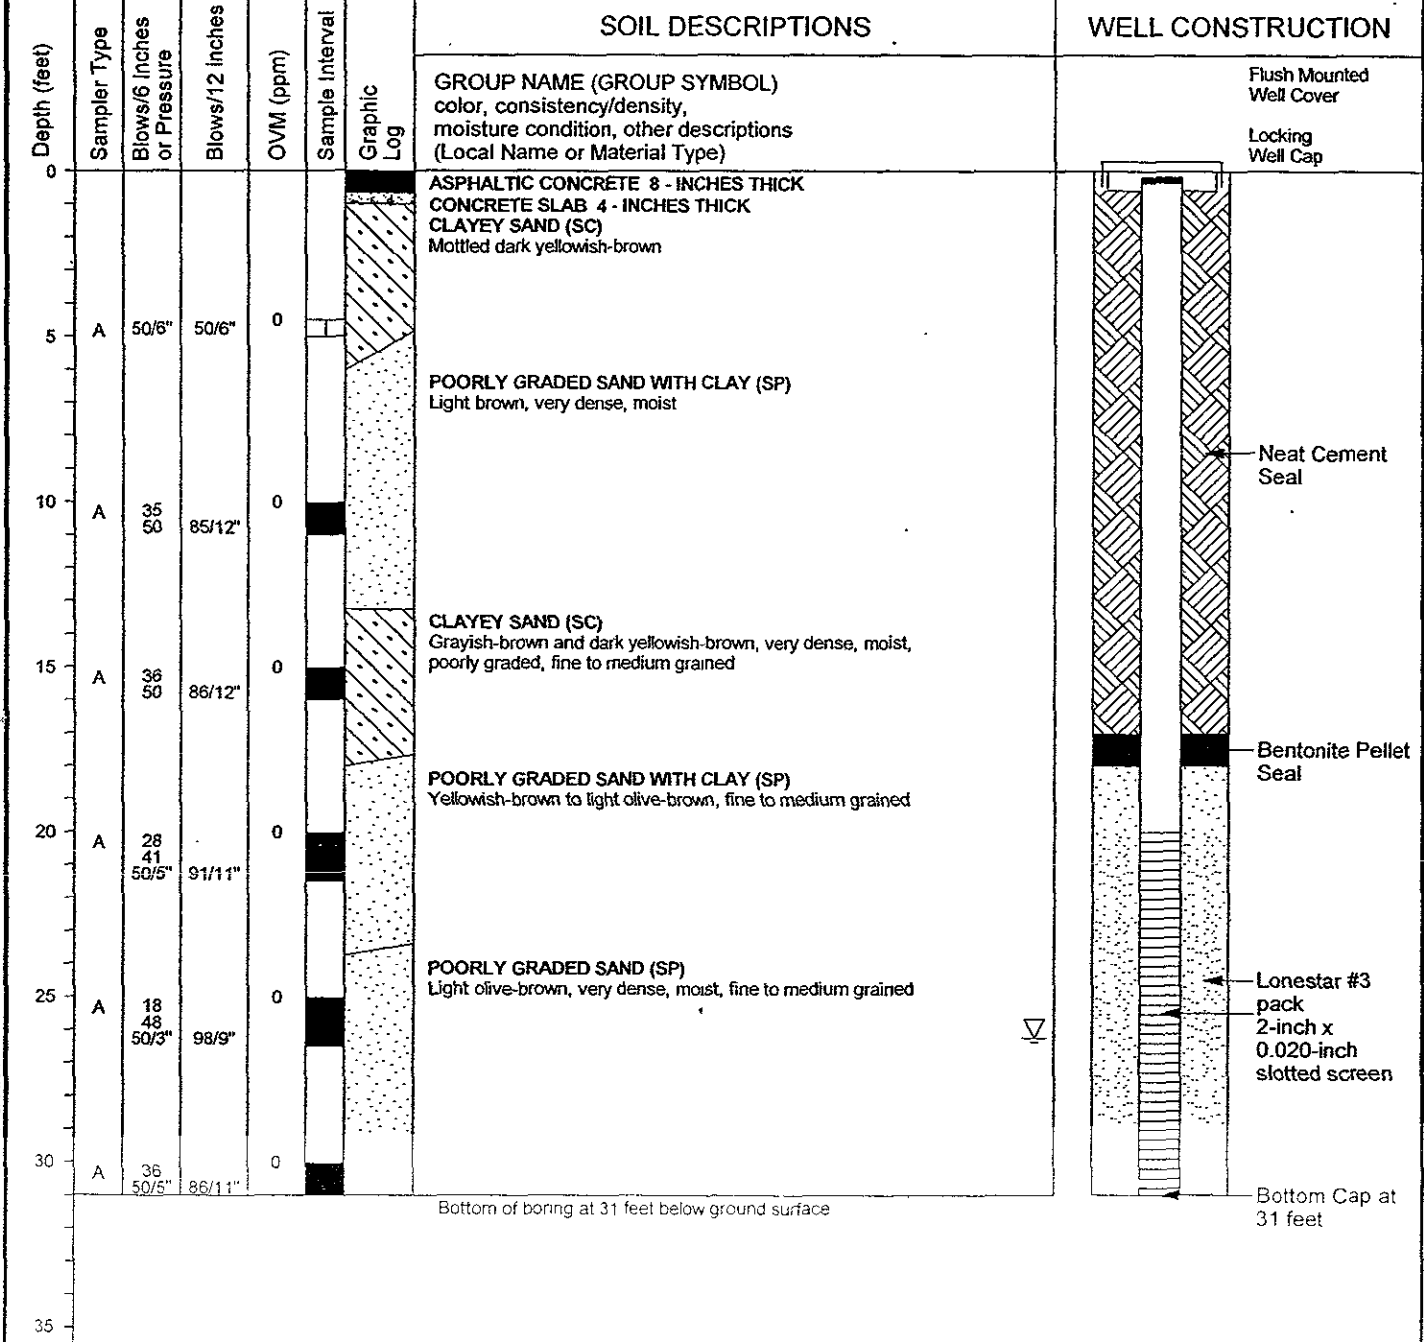 Depth (feet)
Sampler Type
Blows/6 Inches
or Pressure
Blows/12 Inches
OVM (ppm)
Sample Interval
Graphic
Log
SOIL DESCRIPTIONS
GROUP NAME (GROUP SYMBOL)
color, consistency/density,
moisture condition, other descriptions
(Local Name or Material Type)
WELL CONSTRUCTION
Flush Mounted
Well Cover
Locking
Well Cap
0
ASPHALTIC CONCRETE 8 - INCHES THICK
CONCRETE SLAB 4 - INCHES THICK
CLAYEY SAND (SC)
Mottled dark yellowish-brown
5 A 50/6" 50/6" 0
POORLY GRADED SAND WITH CLAY (SP)
Light brown, very dense, moist
Neat Cement
Seal
10 A 35 0
50 85/12"
CLAYEY SAND (SC)
Grayish-brown and dark yellowish-brown, very dense, moist,
poorly graded, fine to medium grained
15 A 36 0
50 86/12"
Bentonite Pellet
Seal
POORLY GRADED SAND WITH CLAY (SP)
Yellowish-brown to light olive-brown, fine to medium grained
20 A 28 0
41
50/5" 91/11"
POORLY GRADED SAND (SP)
Light olive-brown, very dense, moist, fine to medium grained
25 A 18 0
48
50/3" 98/9"
Lonestar #3
pack
2-inch x
0.020-inch
slotted screen
30 A 36 0
50/5" 86/11"
Bottom of boring at 31 feet below ground surface
Bottom Cap at
31 feet
35